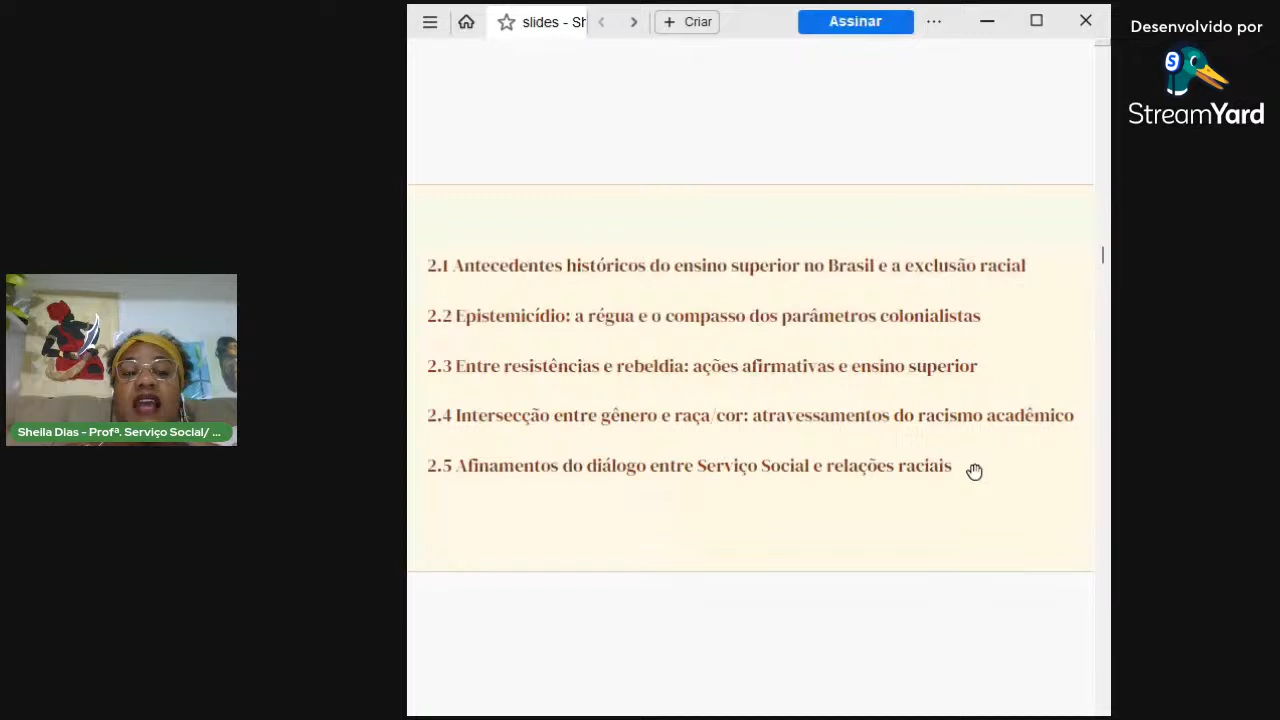 slides - Sh
Criar
Assinar
Desenvolvido por
StreamYard
2.1 Antecedentes históricos do ensino superior no Brasil e a exclusão racial
2.2 Epistemicídio: a régua e o compasso dos parâmetros colonialistas
2.3 Entre resistências e rebeldia: ações afirmativas e ensino superior
2.4 Intersecção entre gênero e raça/cor: atravessamentos do racismo acadêmico
2.5 Afinamentos do diálogo entre Serviço Social e relações raciais
Sheila Dias - Profª. Serviço Social/ ...